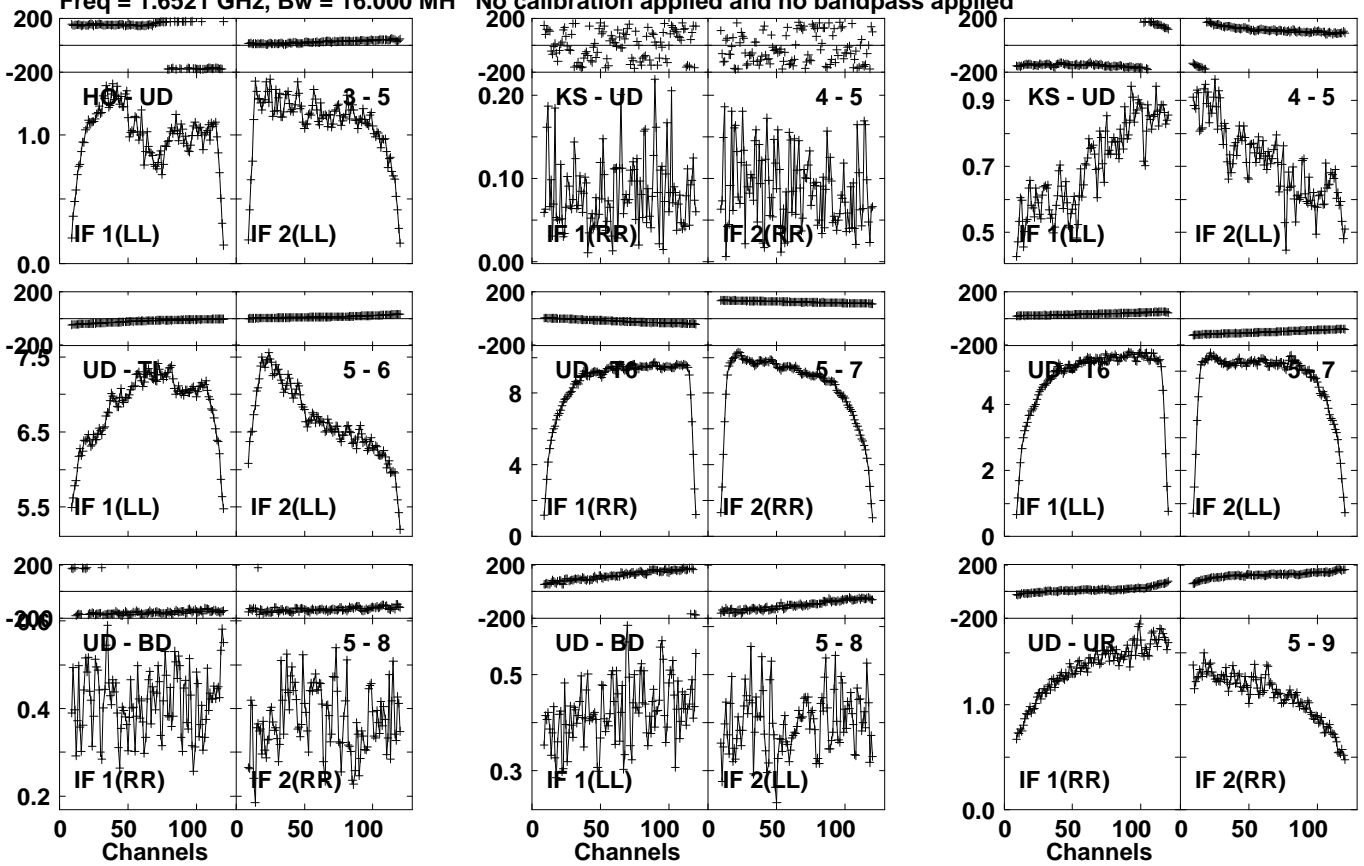 Freq = 1.6521 GHz, Bw = 16.000 MH No calibration applied and no bandpass applied
200 200 200
-200 -200 -200
HO - UD 3 - 5 KS - UD 4 - 5 KS - UD 4 - 5
0.20 0.9
1.0 0.10 0.7
IF 1(LL) IF 2(LL) IF 1(RR) IF 2(RR) IF 1(LL) IF 2(LL)
0.5
0.0 0.00
200 200 200
-200 -200 -200
7.5
UD - TI 5 - 6 UD - T6 5 - 7 UD - T6 5 - 7
8 4
6.5
4 2
5.5 IF 1(LL) IF 2(LL) IF 1(RR) IF 2(RR) IF 1(LL) IF 2(LL)
0 0
200 200 200
-200 -200 -200
0.6
UD - BD 5 - 8 UD - BD 5 - 8 UD - UR 5 - 9
0.5
0.4 1.0
IF 1(RR) IF 2(RR) 0.3 IF 1(LL) IF 2(LL) IF 1(RR) IF 2(RR)
0.2 0.0
0 50 100 0 50 100 0 50 100 0 50 100 0 50 100 0 50 100
Channels Channels Channels